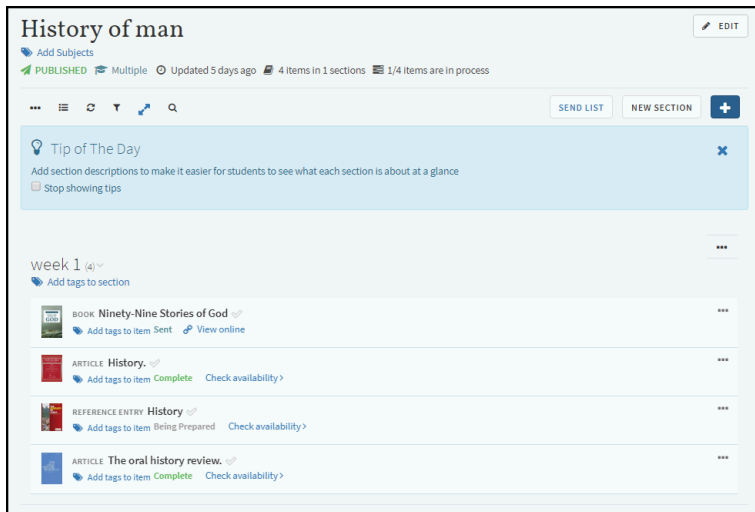 History of man
EDIT
Add Subjects
PUBLISHED Multiple Updated 5 days ago 4 items in 1 sections 1/4 items are in process
SEND LIST NEW SECTION
Tip of The Day
Add section descriptions to make it easier for students to see what each section is about at a glance
Stop showing tips
week 1 (4)
Add tags to section
BOOK Ninety-Nine Stories of God
Add tags to item Sent View online
ARTICLE History.
Add tags to item Complete Check availability
REFERENCE ENTRY History
Add tags to item Being Prepared Check availability
ARTICLE The oral history review.
Add tags to item Complete Check availability